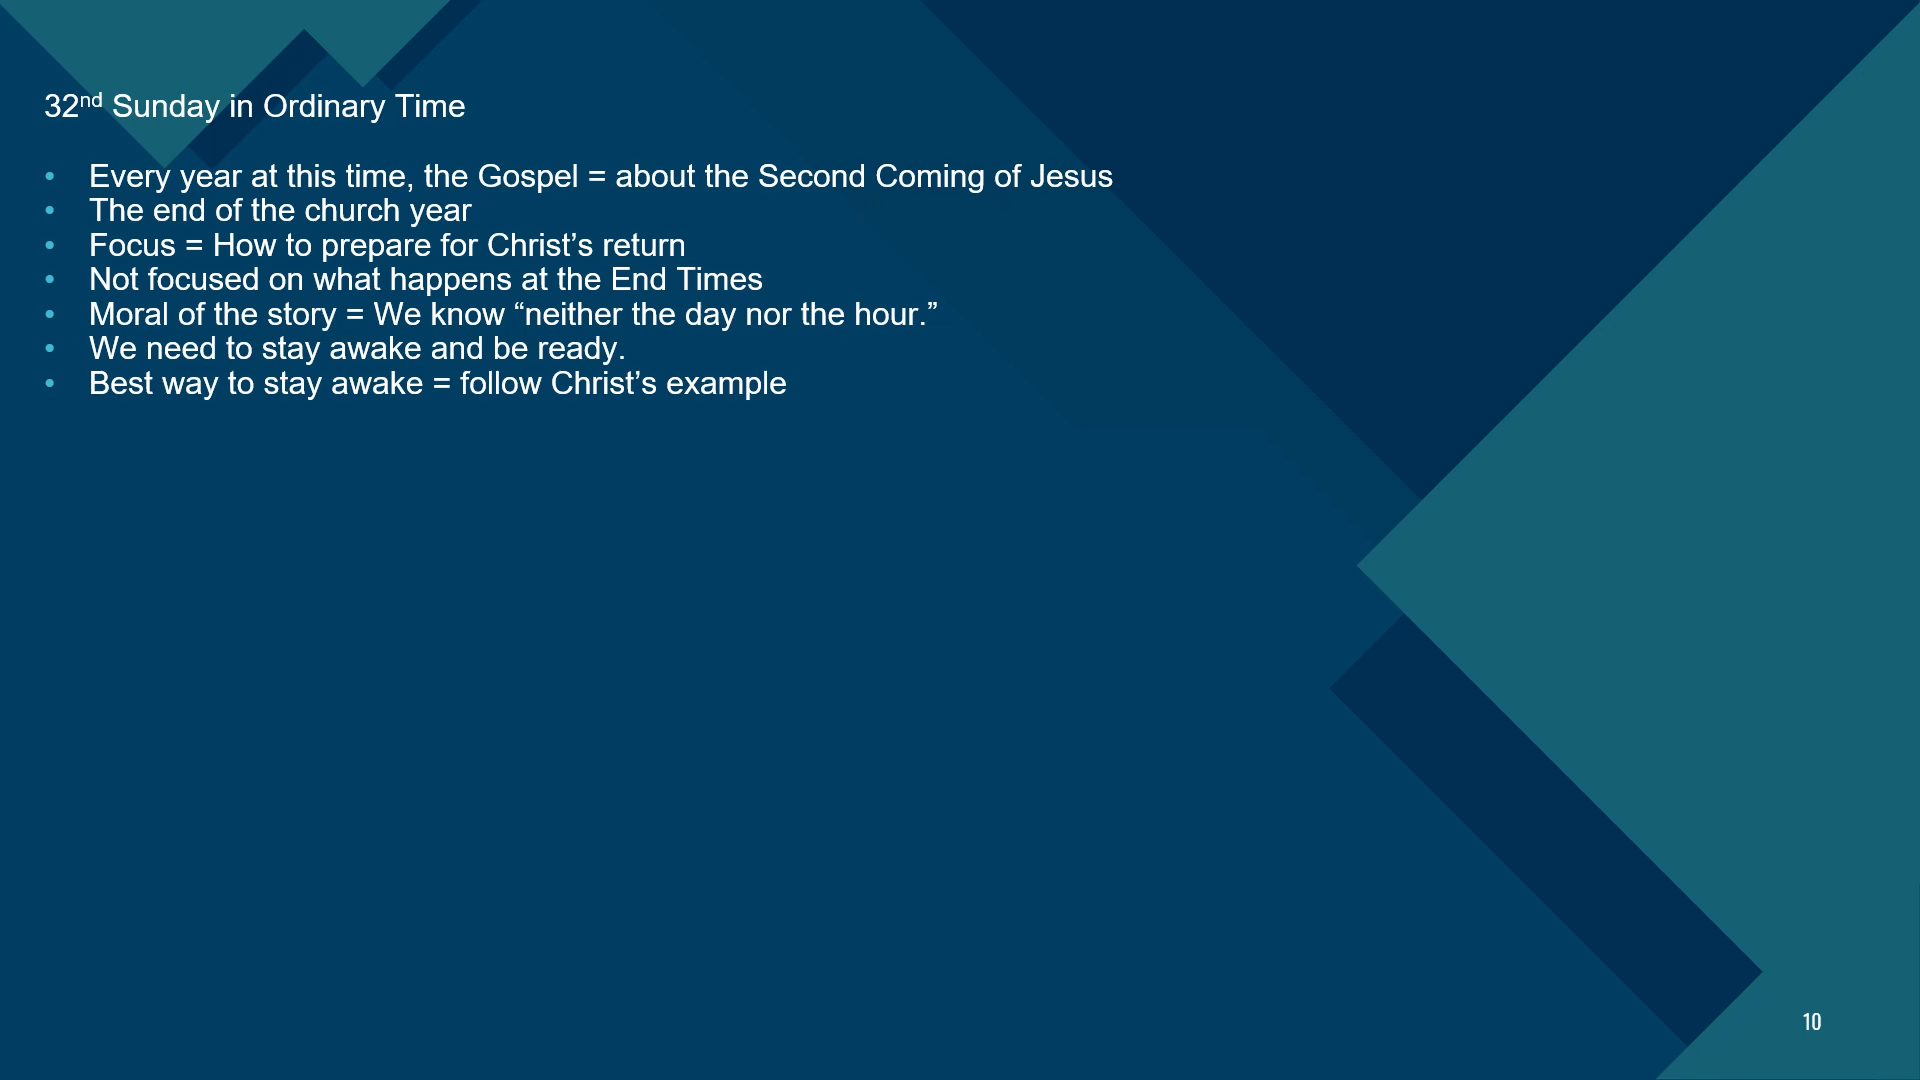 32nd Sunday in Ordinary Time
• Every year at this time, the Gospel = about the Second Coming of Jesus
• The end of the church year
• Focus = How to prepare for Christ’s return
• Not focused on what happens at the End Times
• Moral of the story = We know “neither the day nor the hour.”
• We need to stay awake and be ready.
• Best way to stay awake = follow Christ’s example
10